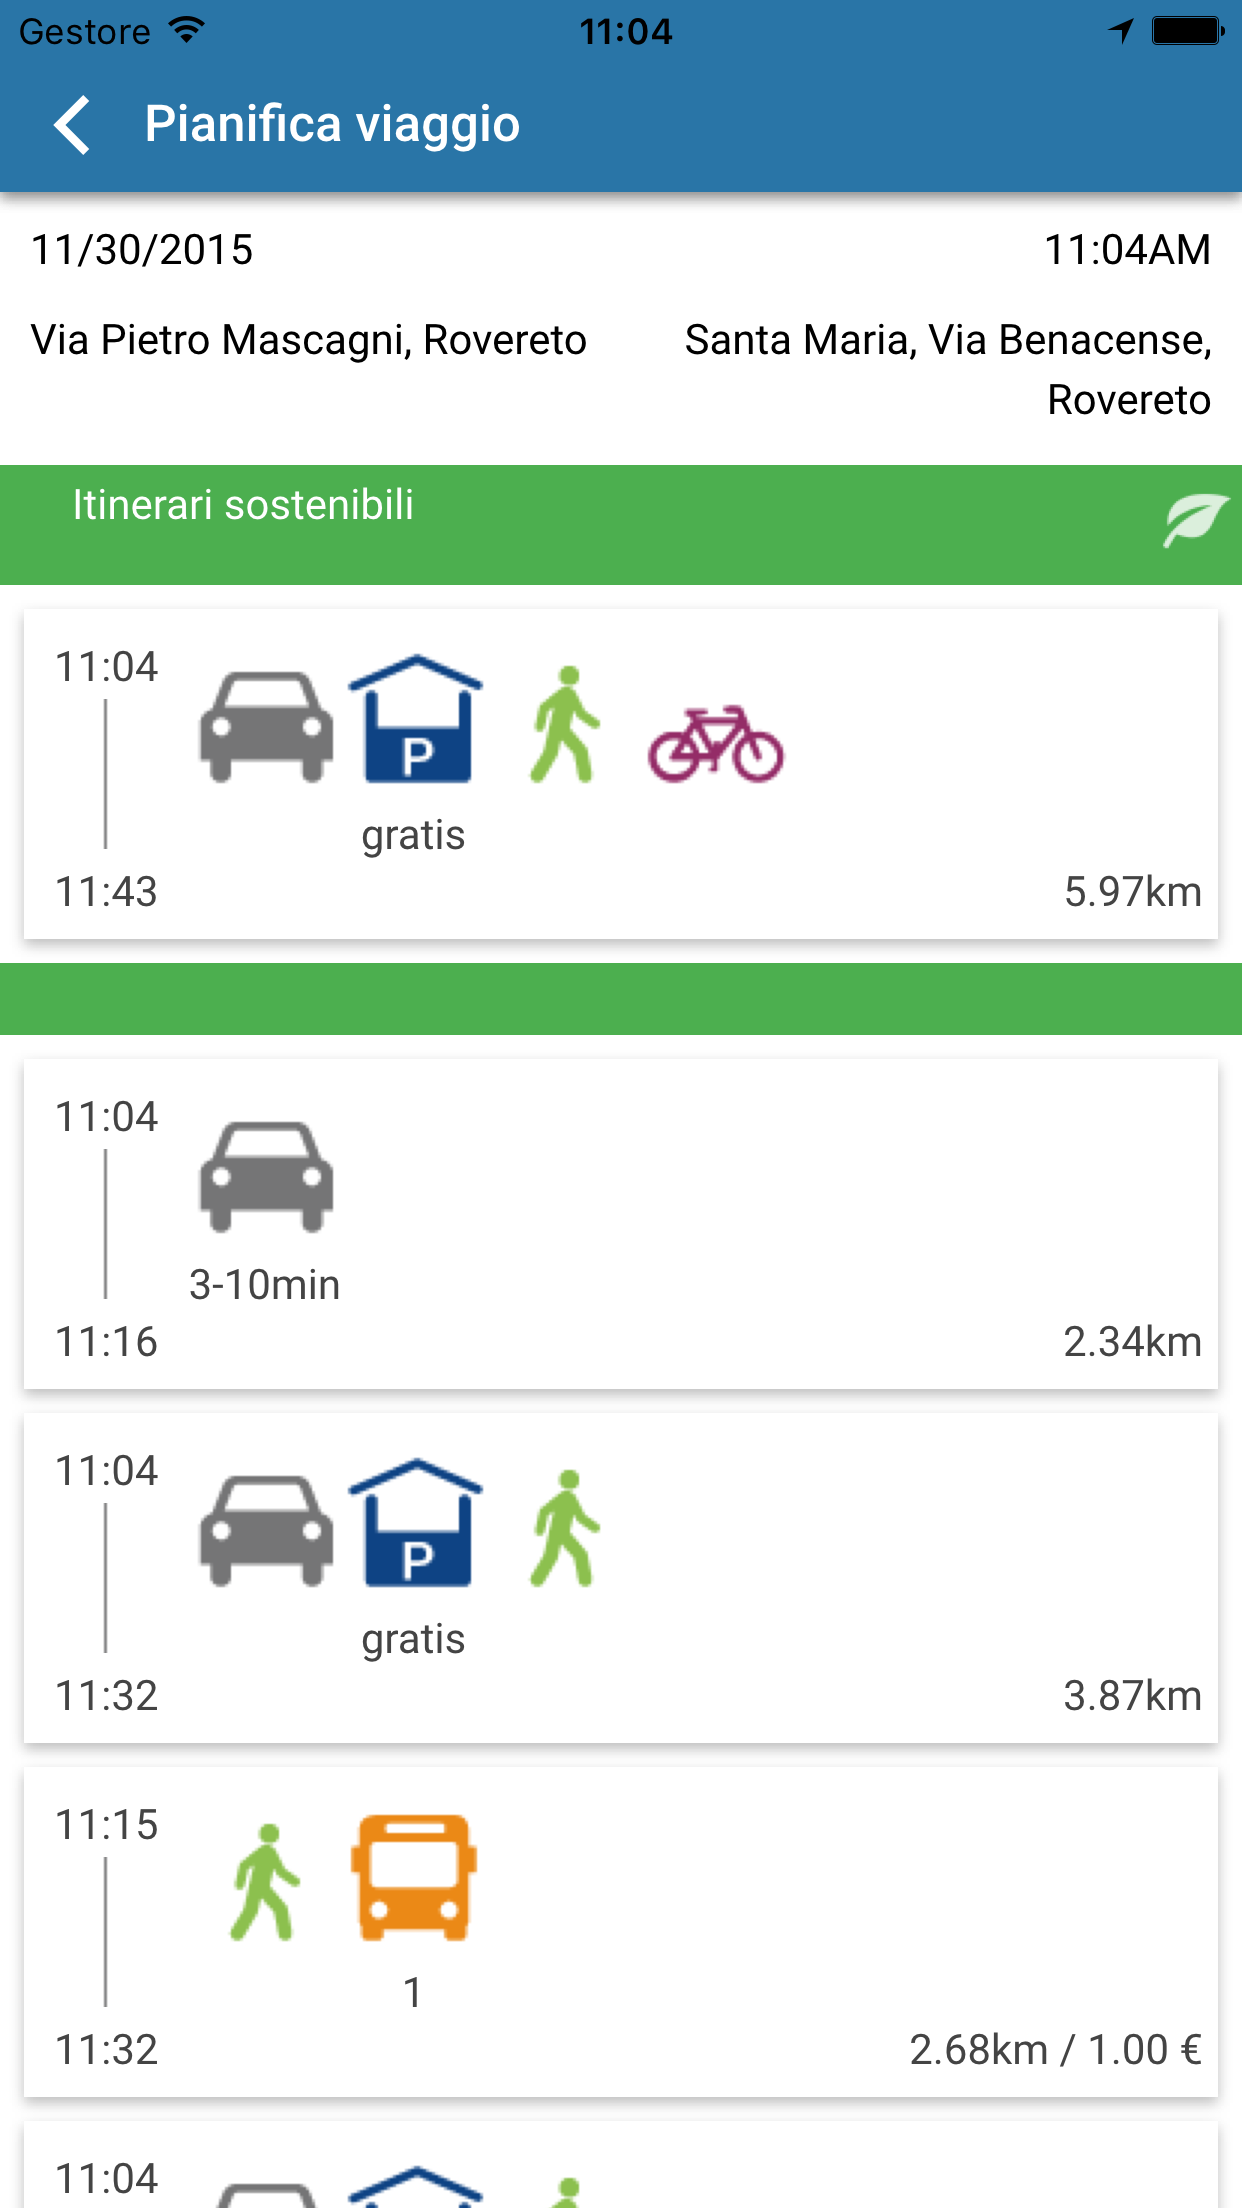 Gestore 11:04
Pianifica viaggio
11/30/2015 11:04AM
Via Pietro Mascagni, Rovereto
Santa Maria, Via Benacense,
Rovereto
Itinerari sostenibili
11:04
P
gratis
11:43 5.97km
11:04
3-10min
11:16 2.34km
11:04
P
gratis
11:32 3.87km
11:15
1
11:32 2.68km / 1.00 €
11:04